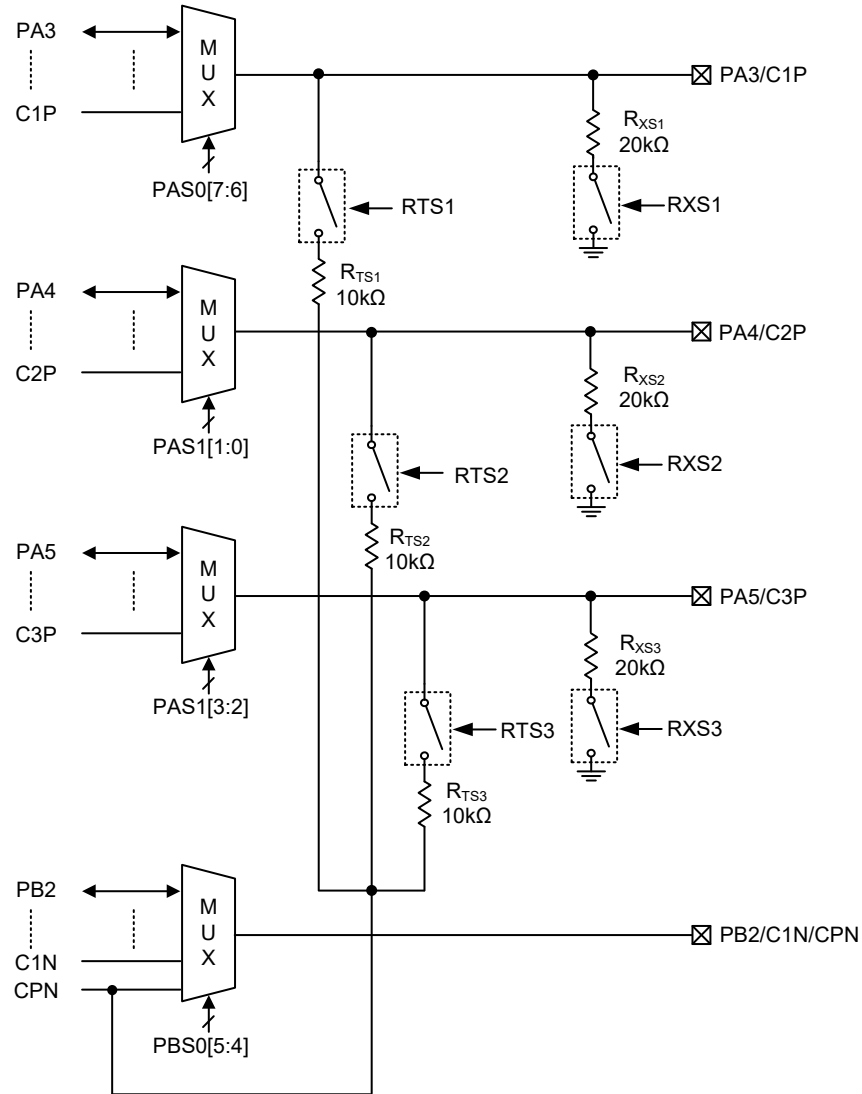 PA3
C1P
M
U
X
PAS0[7:6]
PA3/C1P
RTS1
RTS1
10kΩ
RXS1
20kΩ
RXS1
PA4
C2P
M
U
X
PAS1[1:0]
PA4/C2P
RTS2
RTS2
10kΩ
RXS2
20kΩ
RXS2
PA5
C3P
M
U
X
PAS1[3:2]
PA5/C3P
RTS3
RTS3
10kΩ
RXS3
20kΩ
RXS3
PB2
C1N
CPN
M
U
X
PBS0[5:4]
PB2/C1N/CPN